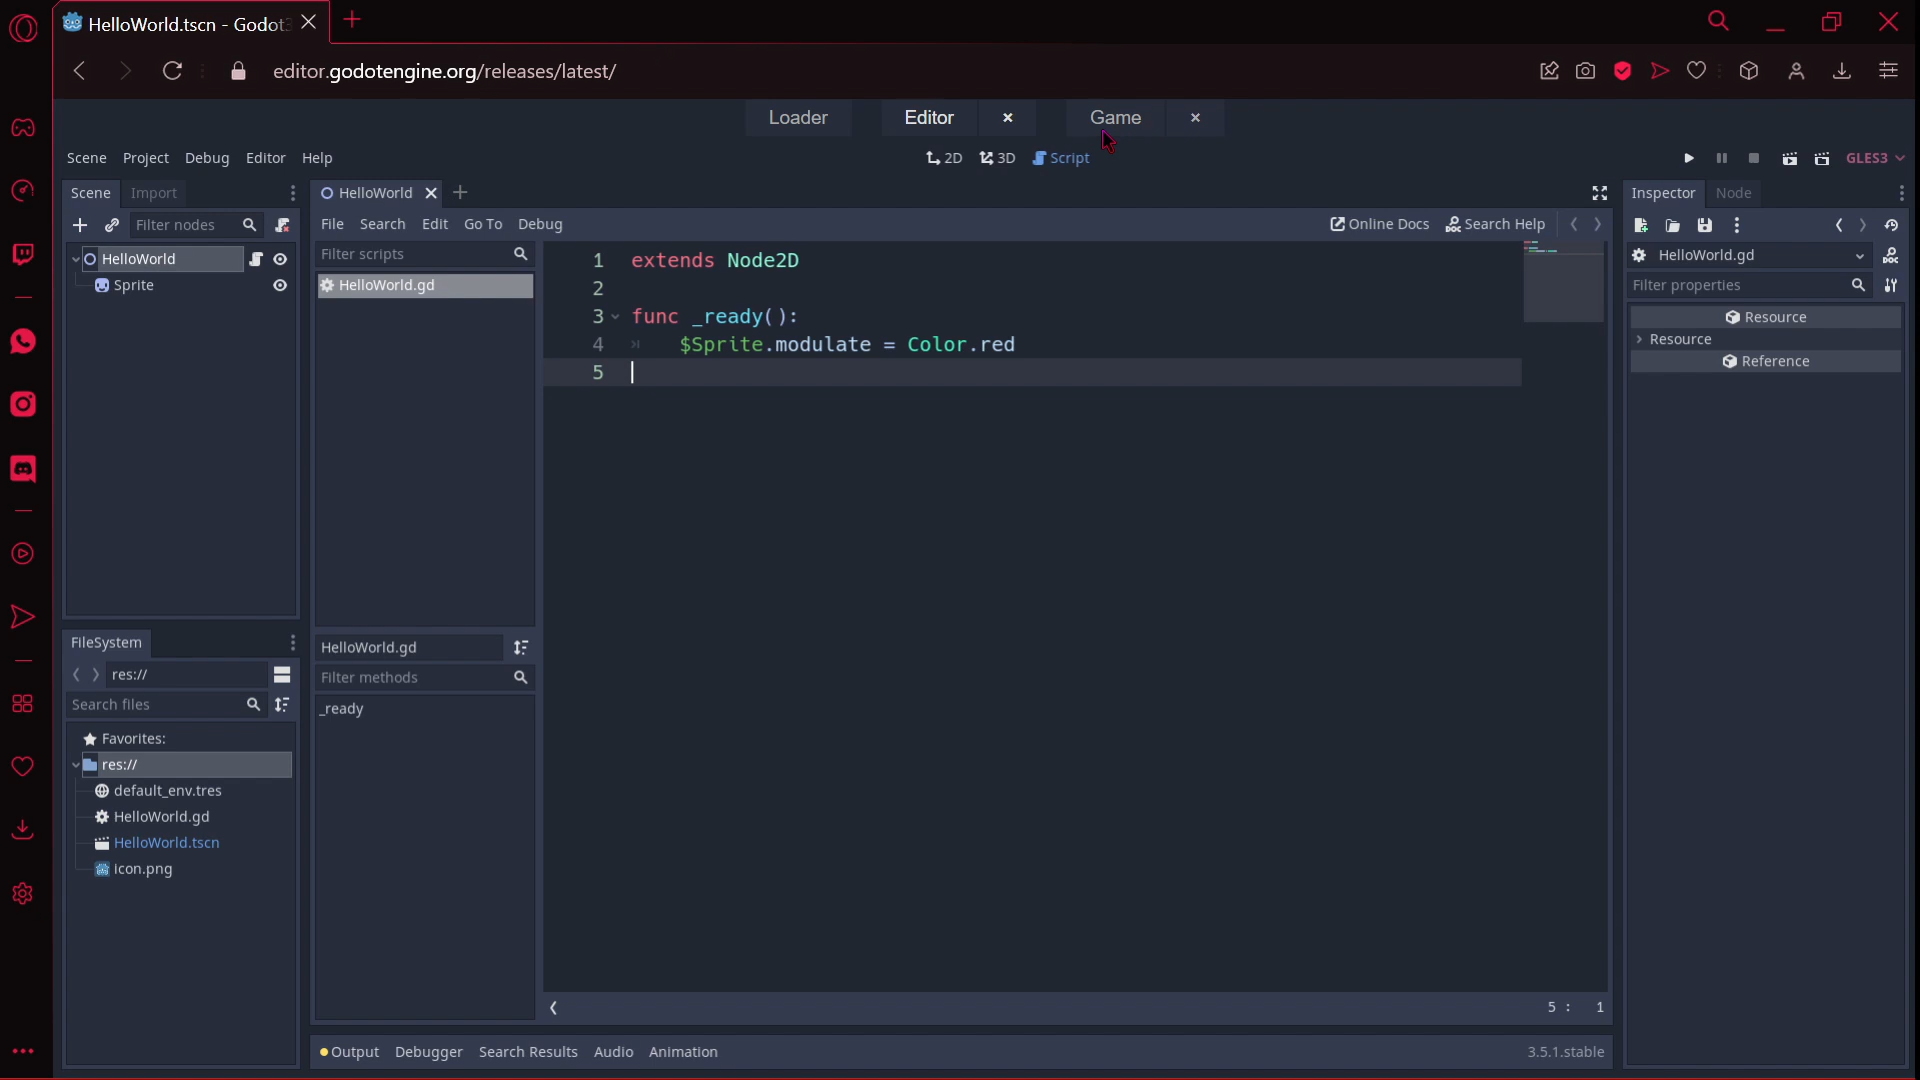 HelloWorld.tscn - Godot
editor.godotengine.org/releases/latest/
Loader Editor × Game ×
Scene Project Debug Editor Help
2D 3D Script
GLES3
Scene Import
HelloWorld
Inspector Node
Filter nodes
File Search Edit Go To Debug
Online Docs Search Help
HelloWorld
Sprite
Filter scripts
HelloWorld.gd
1 extends Node2D
2
3 func _ready():
4 $Sprite.modulate = Color.red
5
HelloWorld.gd
Filter properties
Resource
Resource
Reference
FileSystem
res://
Search files
Favorites:
res://
default_env.tres
HelloWorld.gd
HelloWorld.tscn
icon.png
HelloWorld.gd
Filter methods
_ready
5 : 1
Output Debugger Search Results Audio Animation
3.5.1.stable